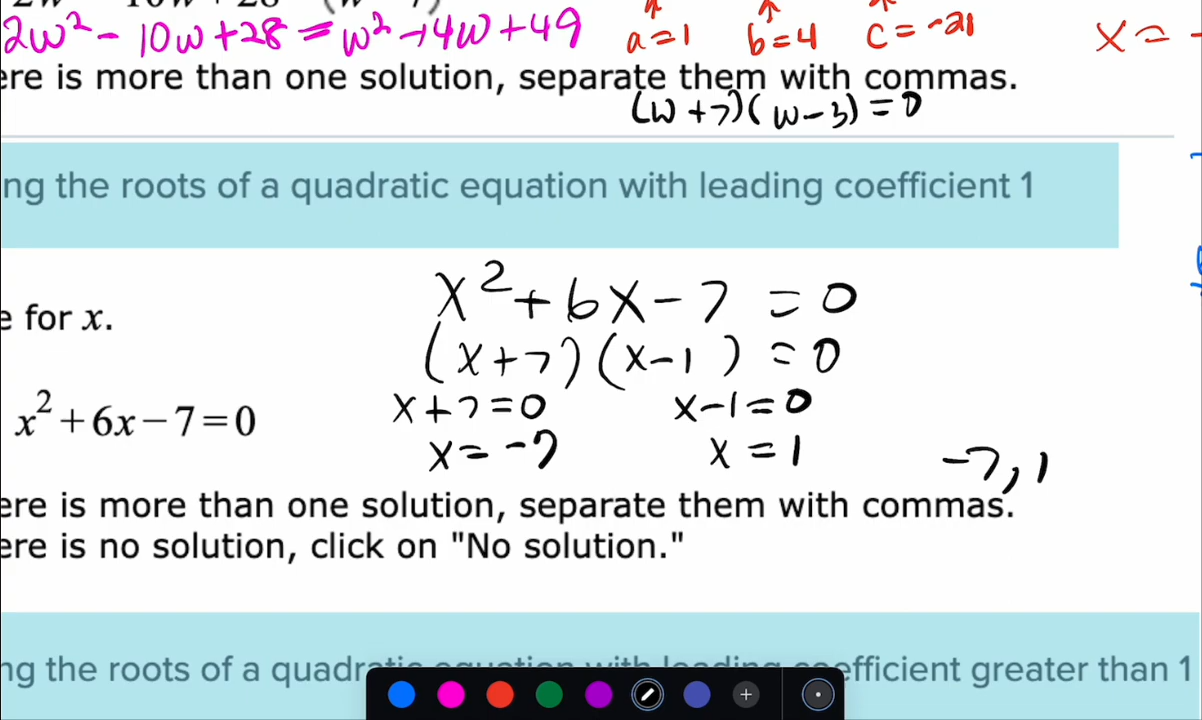 2w² - 10w + 28 = w² - 14w + 49 a = 1 b = 4 c = -21 x = -
ere is more than one solution, separate them with commas.
(w + 7)(w - 3) = 0
ng the roots of a quadratic equation with leading coefficient 1
x² + 6x - 7 = 0
e for x.
(x + 7)(x - 1) = 0
x² + 6x - 7 = 0
x + 7 = 0 x - 1 = 0
x = -7 x = 1
-7, 1
ere is more than one solution, separate them with commas.
ere is no solution, click on "No solution."
ng the roots of a quadratic equation with leading coefficient greater than 1